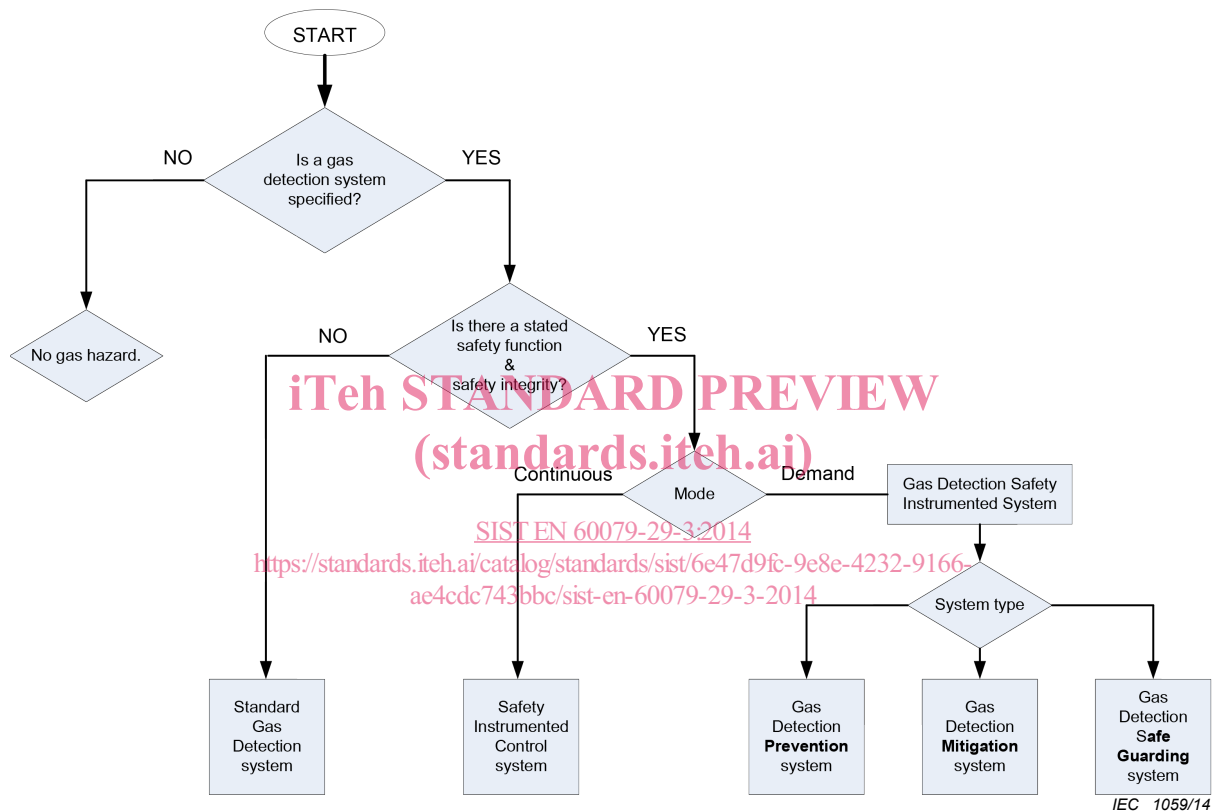 START
NO
YES
Is a gas
detection system
specified?
No gas hazard.
NO
YES
Is there a stated
safety function
&
safety integrity?
iTeh STANDARD PREVIEW
(standards.iteh.ai)
Continuous
Mode
Demand
Gas Detection Safety
Instrumented System
SIST EN 60079-29-3:2014
https://standards.iteh.ai/catalog/standards/sist/6e47d9fc-9e8e-4232-9166-
ae4cdc743bbc/sist-en-60079-29-3-2014
System type
Standard
Gas
Detection
system
Safety
Instrumented
Control
system
Gas
Detection
Prevention
system
Gas
Detection
Mitigation
system
Gas
Detection
Safe
Guarding
system
IEC 1059/14